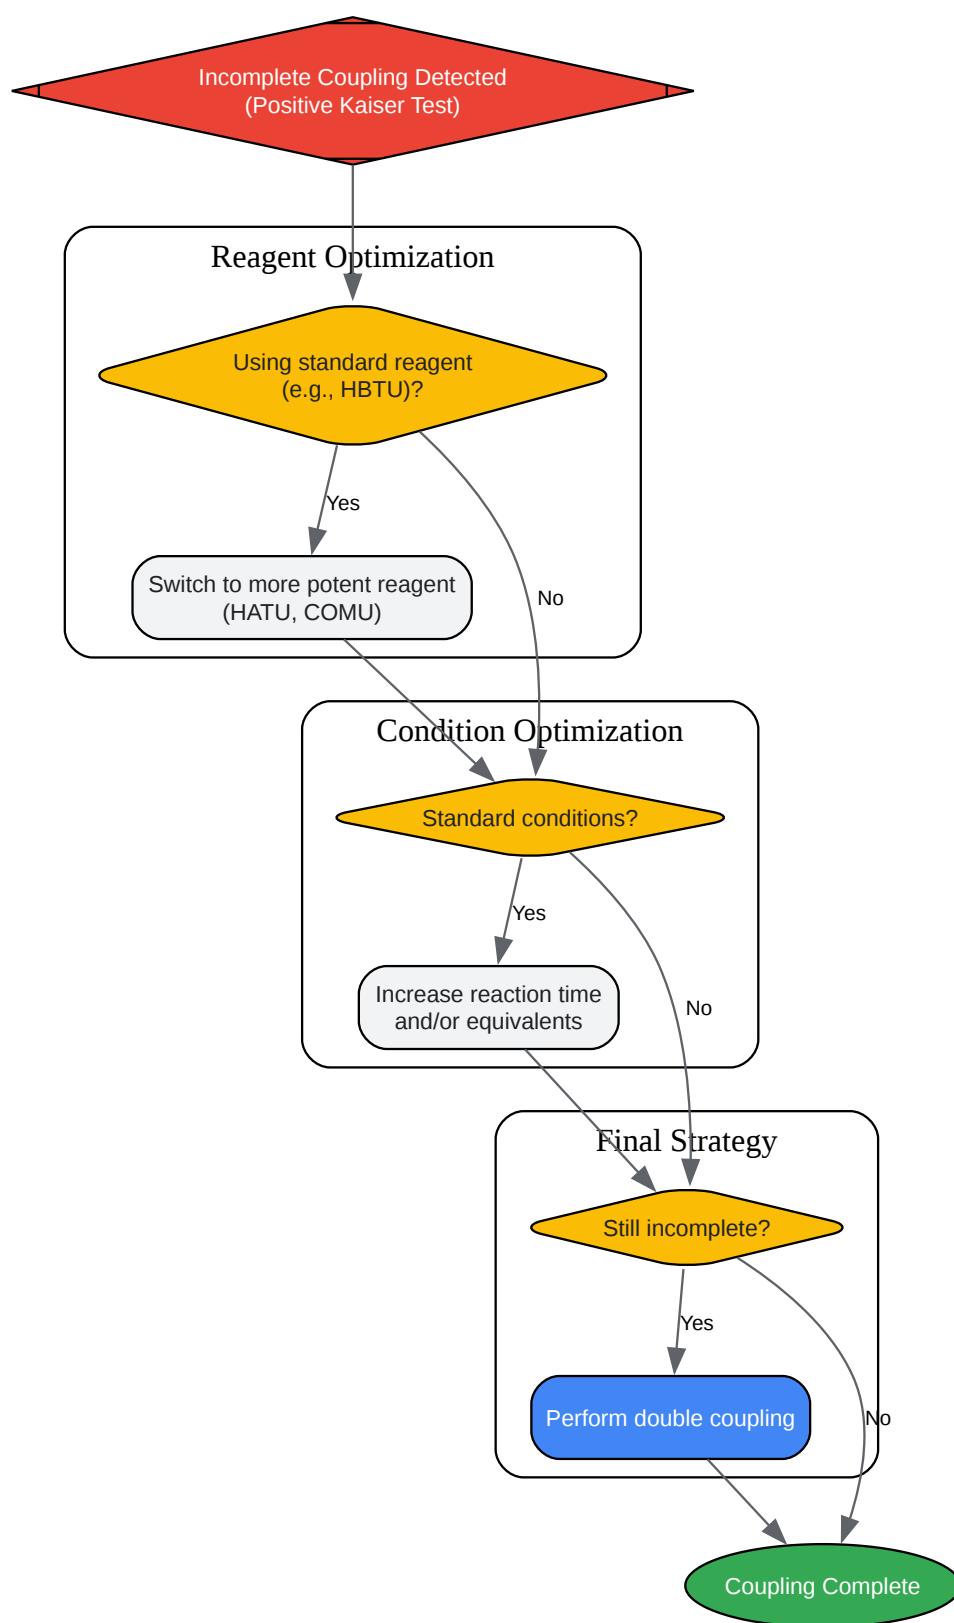 Incomplete Coupling Detected
(Positive Kaiser Test)
Reagent Optimization
Using standard reagent
(e.g., HBTU)?
Yes
No
Switch to more potent reagent
(HATU, COMU)
Condition Optimization
Standard conditions?
Yes
No
Increase reaction time
and/or equivalents
Final Strategy
Still incomplete?
Yes
No
Perform double coupling
Coupling Complete